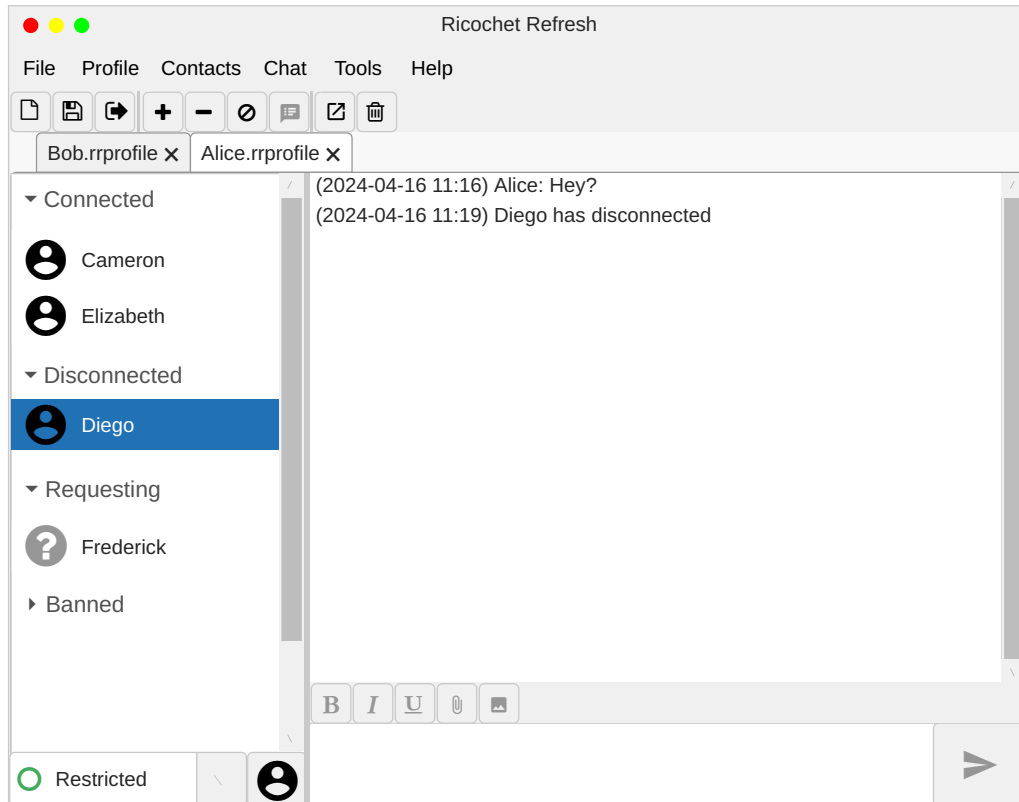 Ricochet Refresh
File Profile Contacts Chat Tools Help
Bob.rrprofile Alice.rrprofile
Connected
Cameron
Elizabeth
Disconnected
Diego
Requesting
Frederick
Banned
Restricted
(2024-04-16 11:16) Alice: Hey?
(2024-04-16 11:19) Diego has disconnected
B I U